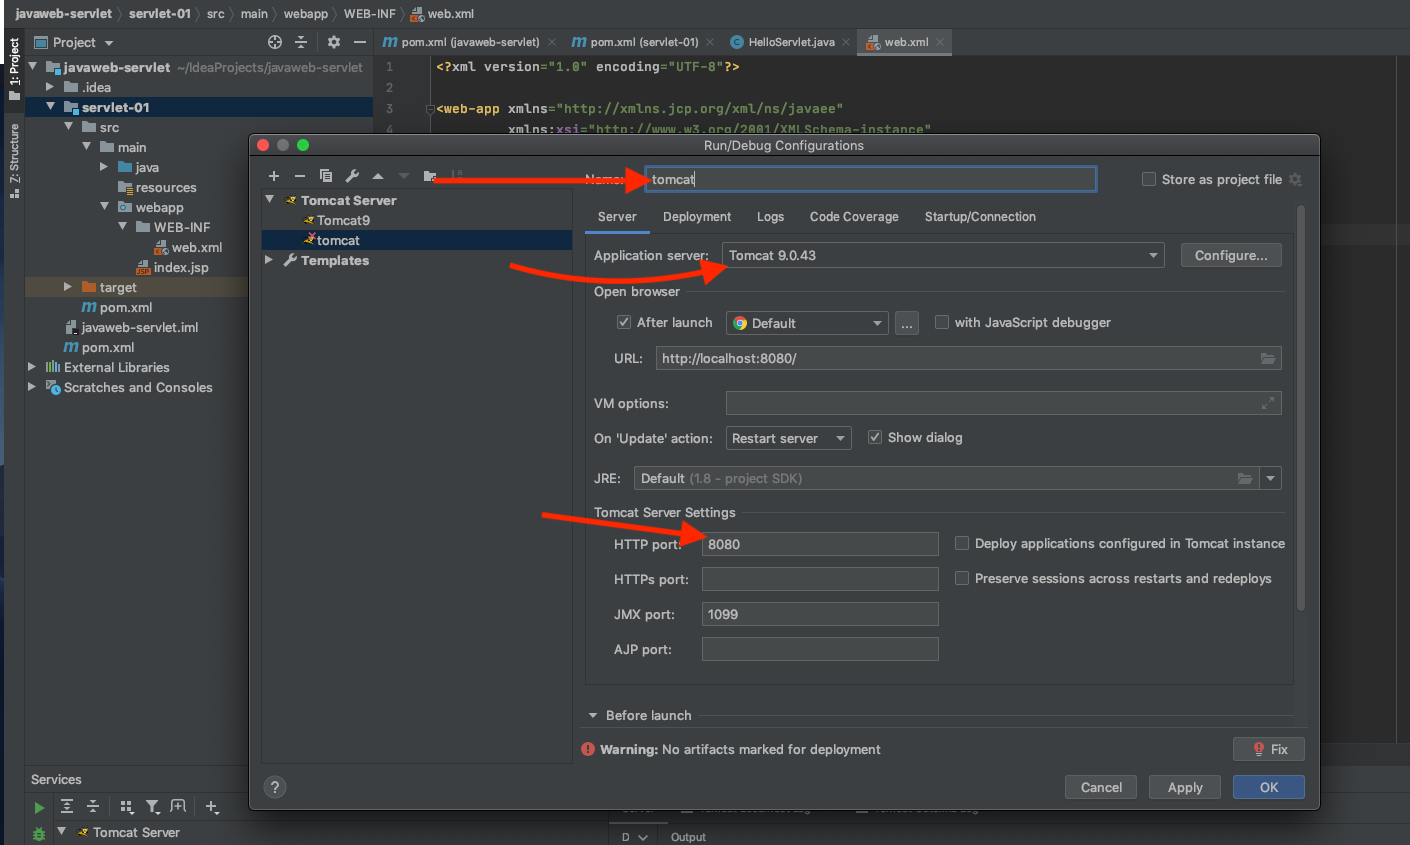 javaweb-servlet servlet-01 src main webapp WEB-INF web.xml
1: Project
Z: Structure
Project
pom.xml (javaweb-servlet) pom.xml (servlet-01) HelloServlet.java web.xml
javaweb-servlet ~/IdeaProjects/javaweb-servlet
.idea
servlet-01
src
main
java
resources
webapp
WEB-INF
web.xml
index.jsp
target
pom.xml
javaweb-servlet.iml
pom.xml
External Libraries
Scratches and Consoles
1 <?xml version="1.0" encoding="UTF-8"?>
2
3 <web-app xmlns="http://xmlns.jcp.org/xml/ns/javaee"
4 xmlns:xsi="http://www.w3.org/2001/XMLSchema-instance"
Run/Debug Configurations
Tomcat Server
Tomcat9
tomcat
Templates
Name: tomcat
Store as project file
Server Deployment Logs Code Coverage Startup/Connection
Application server: Tomcat 9.0.43 Configure...
Open browser
After launch Default ... with JavaScript debugger
URL: http://localhost:8080/
VM options:
On 'Update' action: Restart server Show dialog
JRE: Default (1.8 - project SDK)
Tomcat Server Settings
HTTP port: 8080 Deploy applications configured in Tomcat instance
HTTPs port: Preserve sessions across restarts and redeploys
JMX port: 1099
AJP port:
Before launch
Warning: No artifacts marked for deployment Fix
? Cancel Apply OK
Services
Tomcat Server
D Output